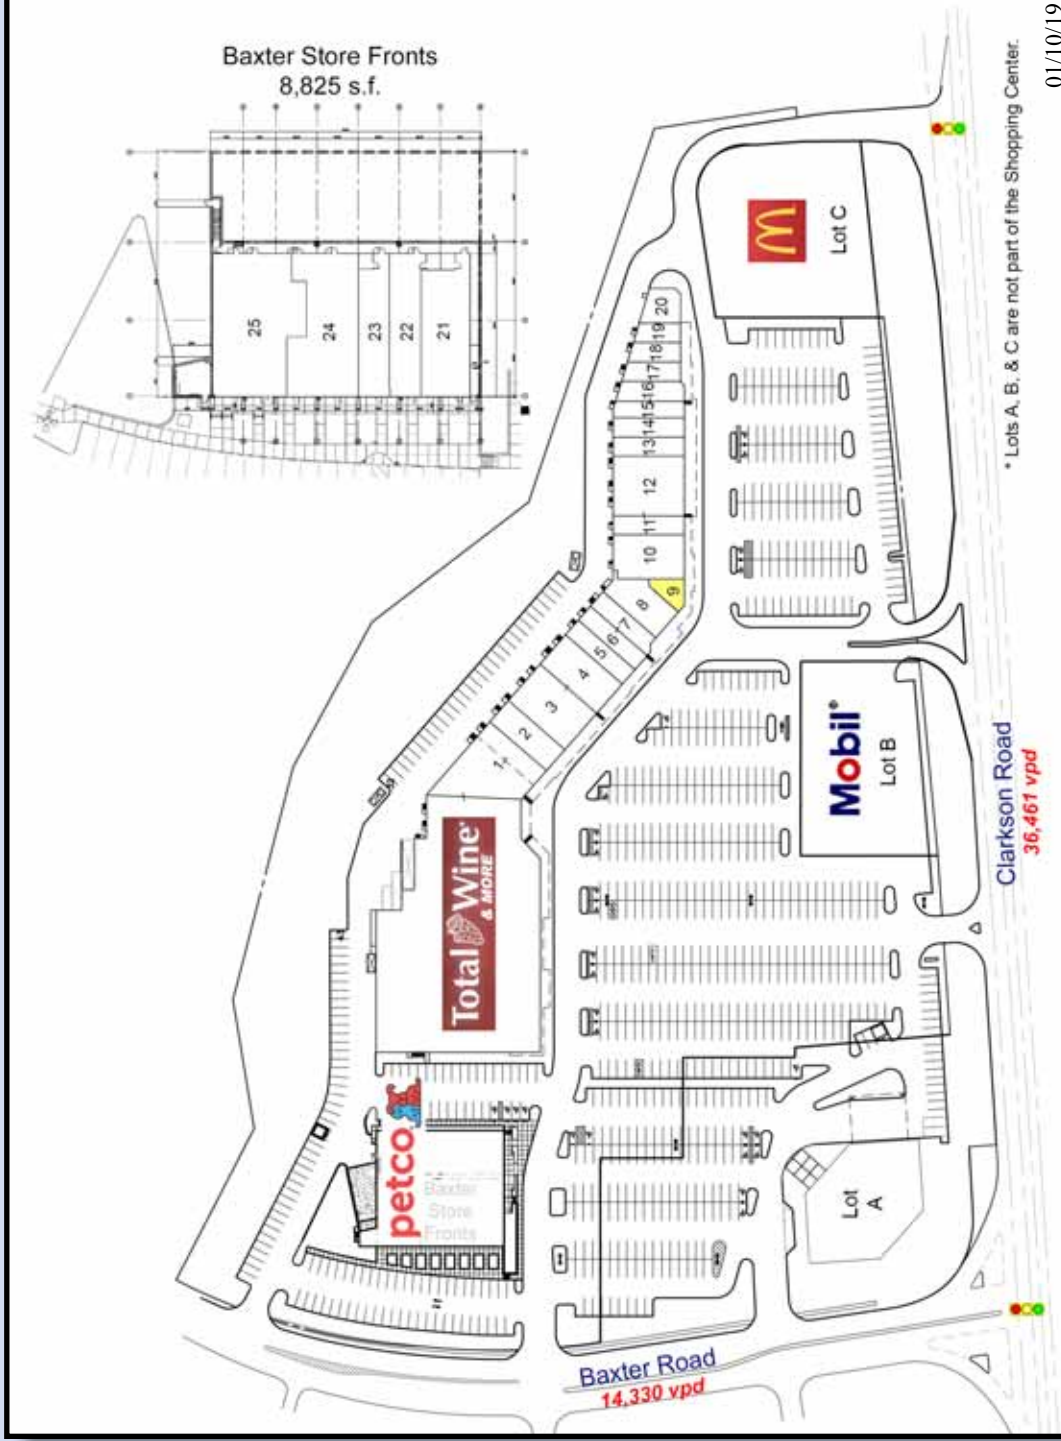 Baxter Store Fronts
8,825 s.f.
25
24
23
22
21
20
19
18
17
16
15
14
13
12
11
10
9
8
7
6
5
4
3
2
1
Lot C
Mobil®
Lot B
Total Wine
& MORE
petco
Baxter
Store
Fronts
Lot
A
Clarkson Road
36,461 vpd
Baxter Road
14,330 vpd
* Lots A, B, & C are not part of the Shopping Center.
01/10/19